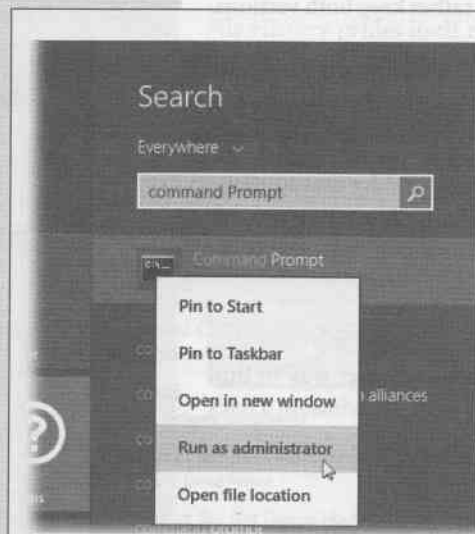 Search
Everywhere
command Prompt
Command Prompt
Pin to Start
Pin to Taskbar
Open in new window
alliances
Run as administrator
Open file location